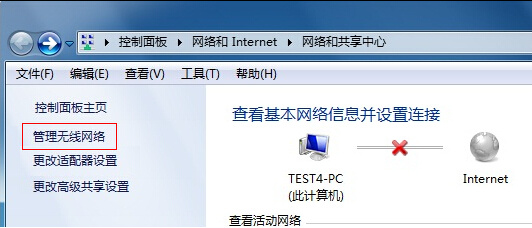 控制面板 ▸ 网络和 Internet ▸ 网络和共享中心
文件(F) 编辑(E) 查看(V) 工具(T) 帮助(H)
控制面板主页
管理无线网络
更改适配器设置
更改高级共享设置
查看基本网络信息并设置连接
TEST4-PC
(此计算机)
Internet
查看活动网络